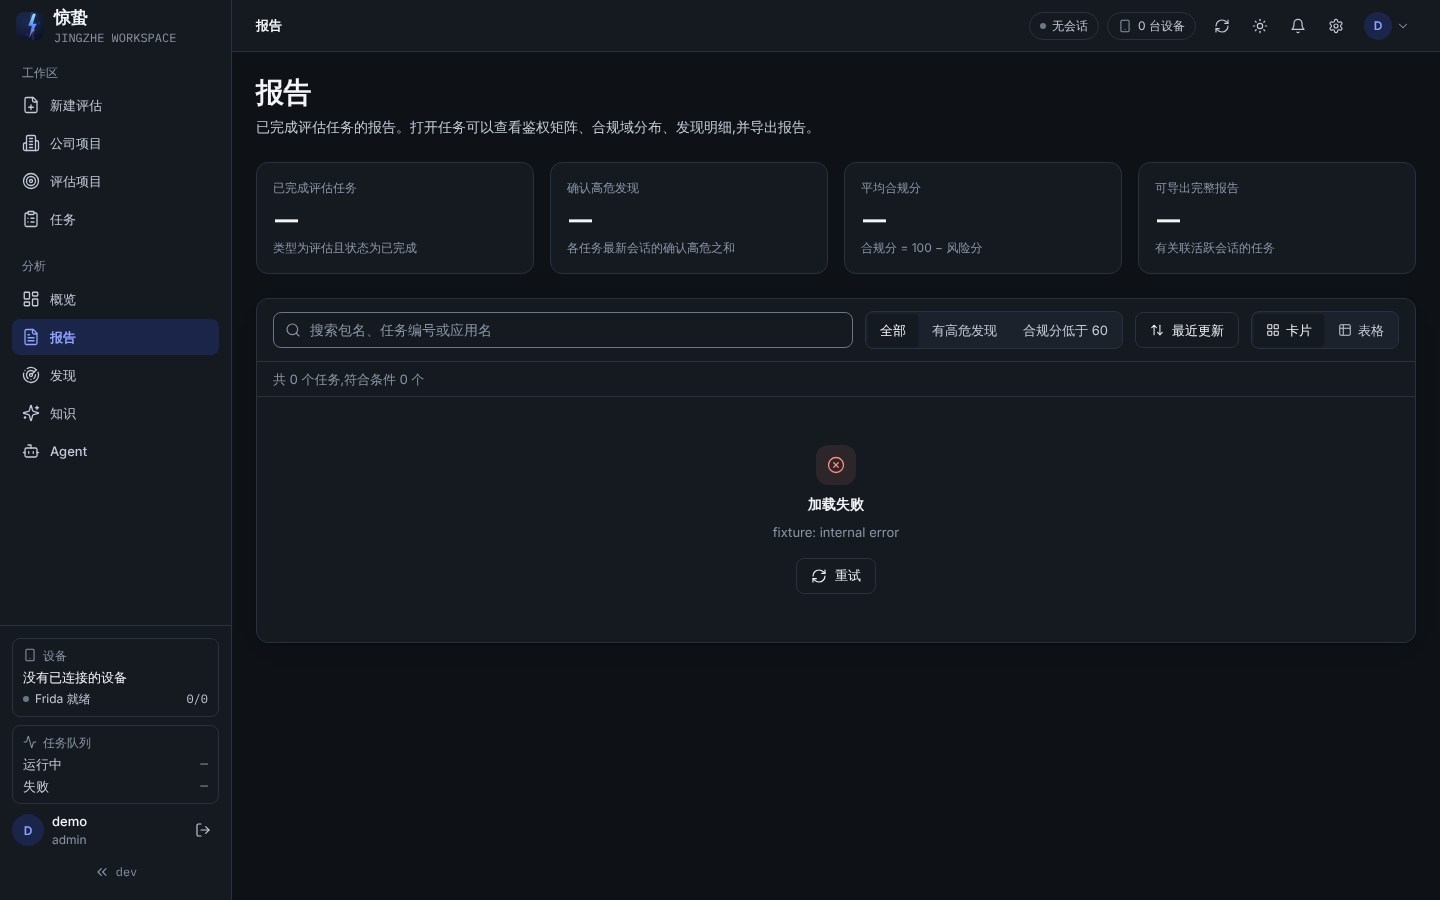 惊蛰
JINGZHE WORKSPACE
工作区
新建评估
公司项目
评估项目
任务
分析
概览
报告
发现
知识
Agent
设备
没有已连接的设备
Frida 就绪 0/0
任务队列
运行中 —
失败 —
D demo
admin
dev
报告
无会话
0 台设备
D
报告
已完成评估任务的报告。打开任务可以查看鉴权矩阵、合规域分布、发现明细,并导出报告。
已完成评估任务
—
类型为评估且状态为已完成
确认高危发现
—
各任务最新会话的确认高危之和
平均合规分
—
合规分 = 100 − 风险分
可导出完整报告
—
有关联活跃会话的任务
搜索包名、任务编号或应用名
全部 有高危发现 合规分低于 60
最近更新
卡片 表格
共 0 个任务,符合条件 0 个
加载失败
fixture: internal error
重试